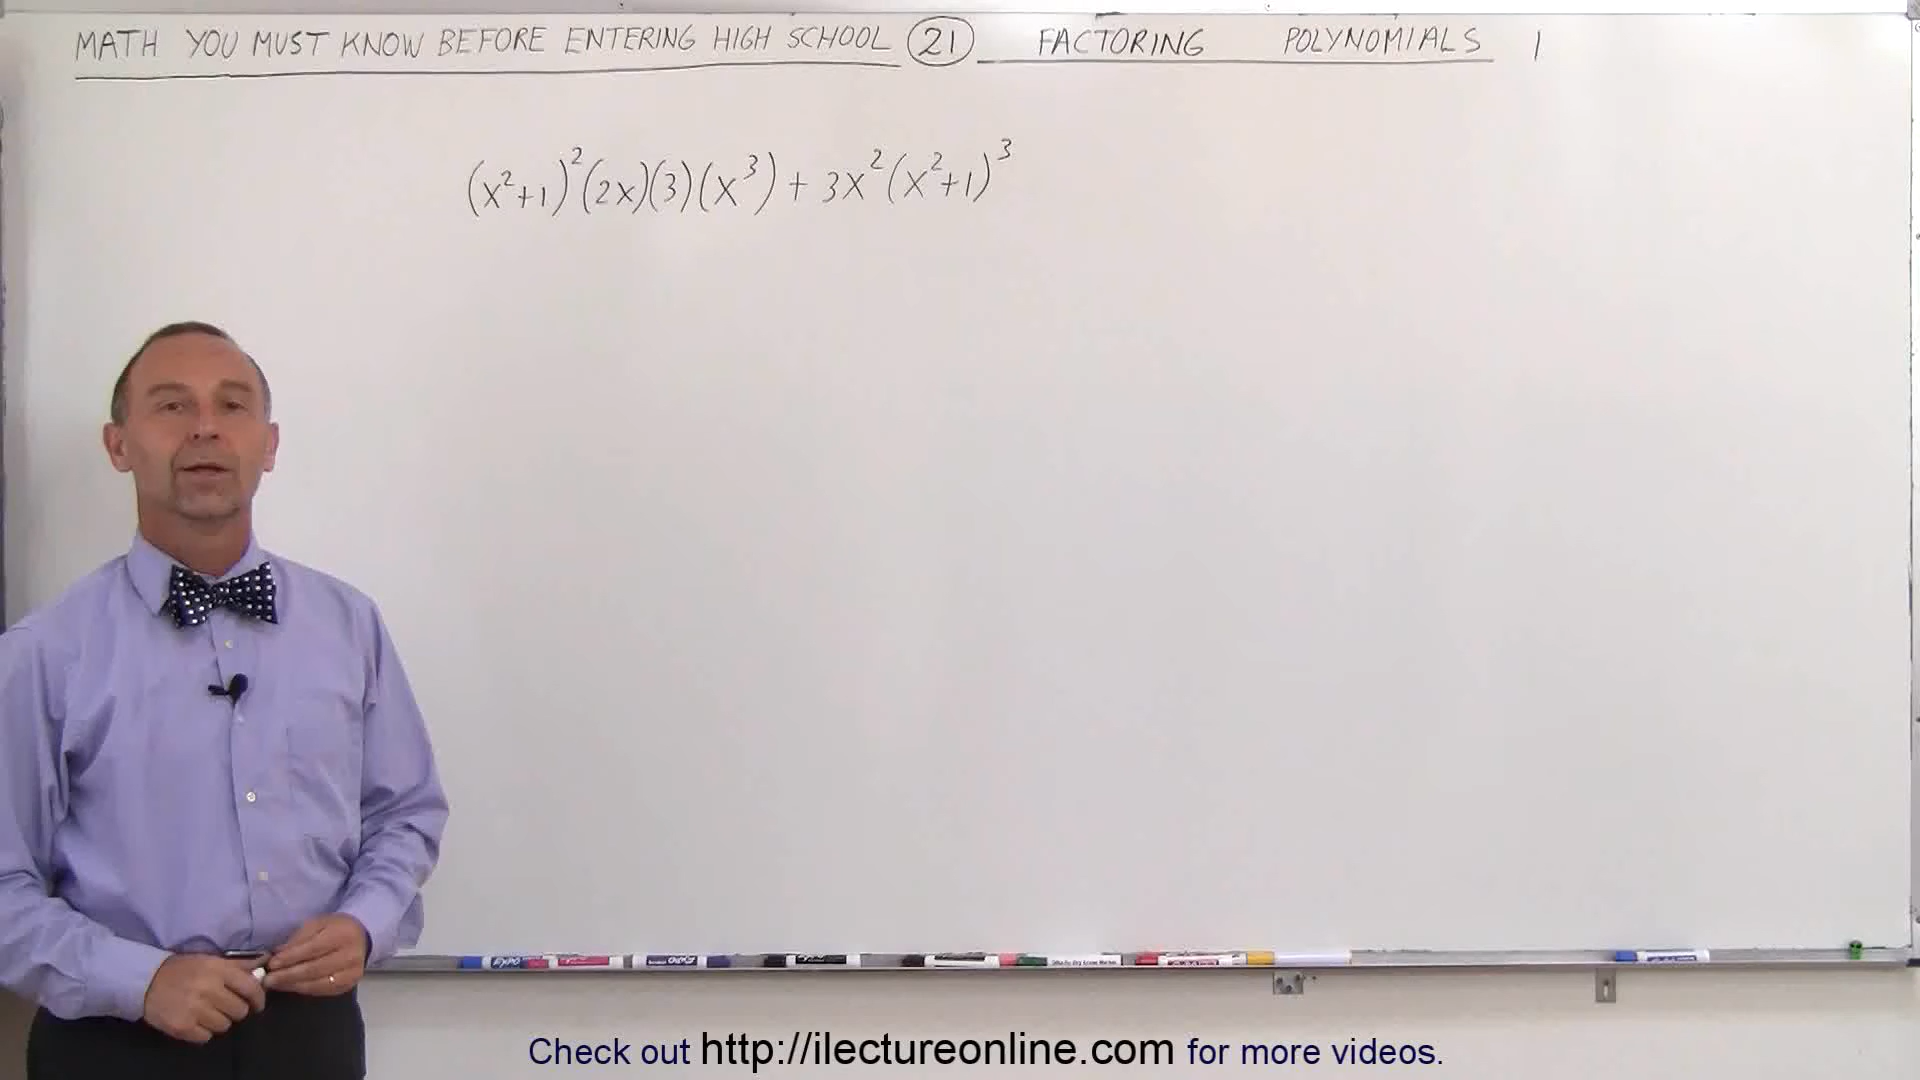 MATH YOU MUST KNOW BEFORE ENTERING HIGH SCHOOL 21 FACTORING POLYNOMIALS 1
(x²+1)²(2x)(3)(x³) + 3x²(x²+1)³
Check out http://ilectureonline.com for more videos.